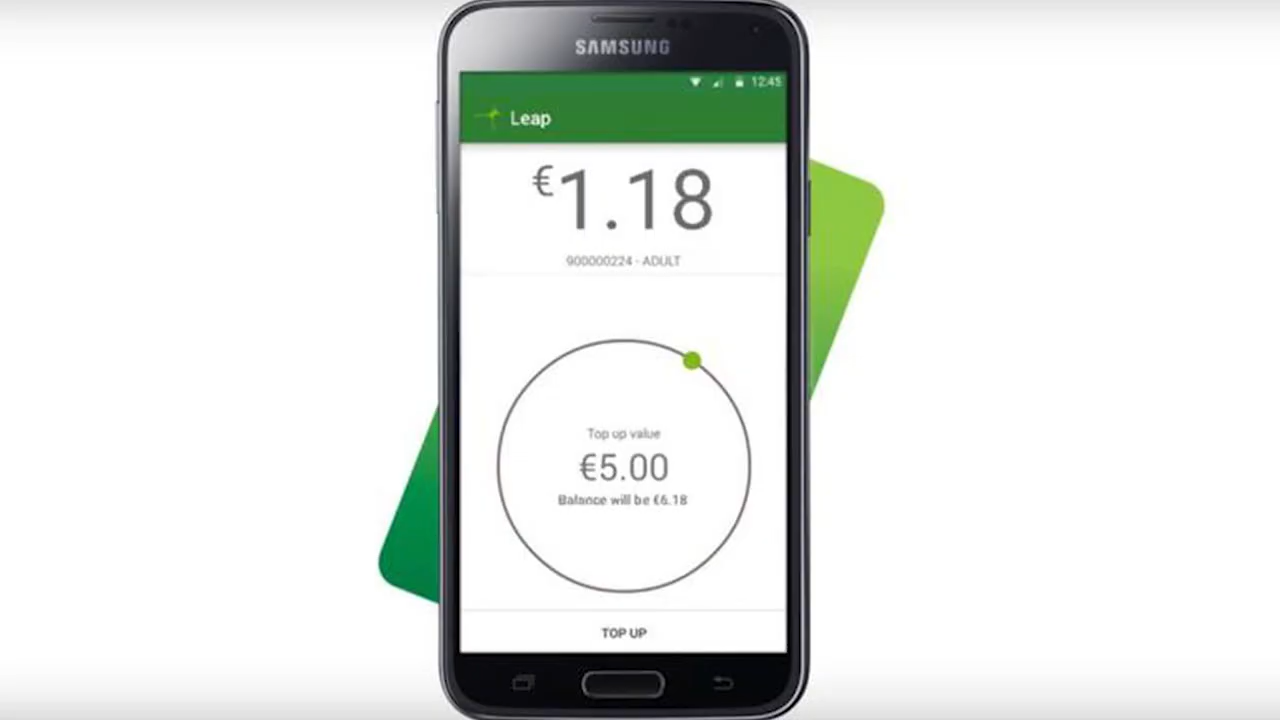 SAMSUNG
12:45
Leap
€1.18
900000224 - ADULT
Top up value
€5.00
Balance will be €6.18
TOP UP